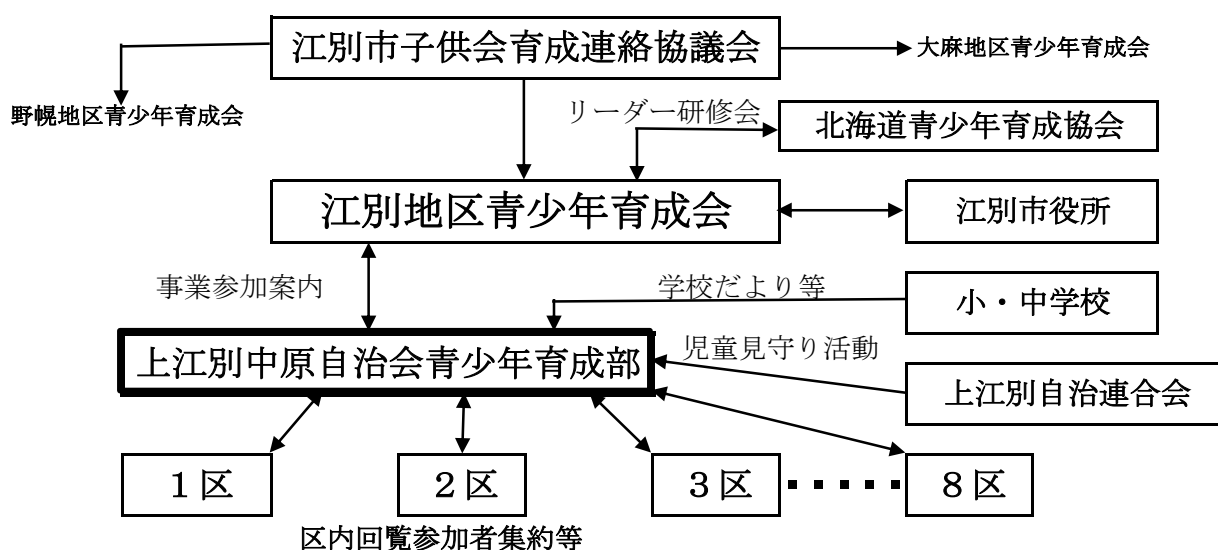 江別市子供会育成連絡協議会
大麻地区青少年育成会
野幌地区青少年育成会
リーダー研修会
北海道青少年育成協会
江別地区青少年育成会
江別市役所
事業参加案内
学校だより等
小・中学校
上江別中原自治会青少年育成部
児童見守り活動
上江別自治連合会
1区
2区
3区
8区
区内回覧参加者集約等